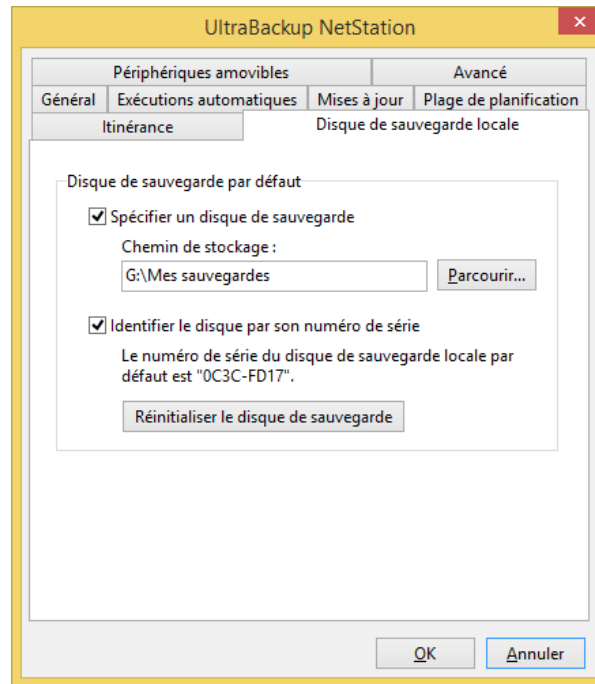 UltraBackup NetStation
Périphériques amovibles
Avancé
Général
Exécutions automatiques
Mises à jour
Plage de planification
Itinérance
Disque de sauvegarde locale
Disque de sauvegarde par défaut
Spécifier un disque de sauvegarde
Chemin de stockage :
G:\Mes sauvegardes
Parcourir...
Identifier le disque par son numéro de série
Le numéro de série du disque de sauvegarde locale par
défaut est "0C3C-FD17".
Réinitialiser le disque de sauvegarde
OK
Annuler